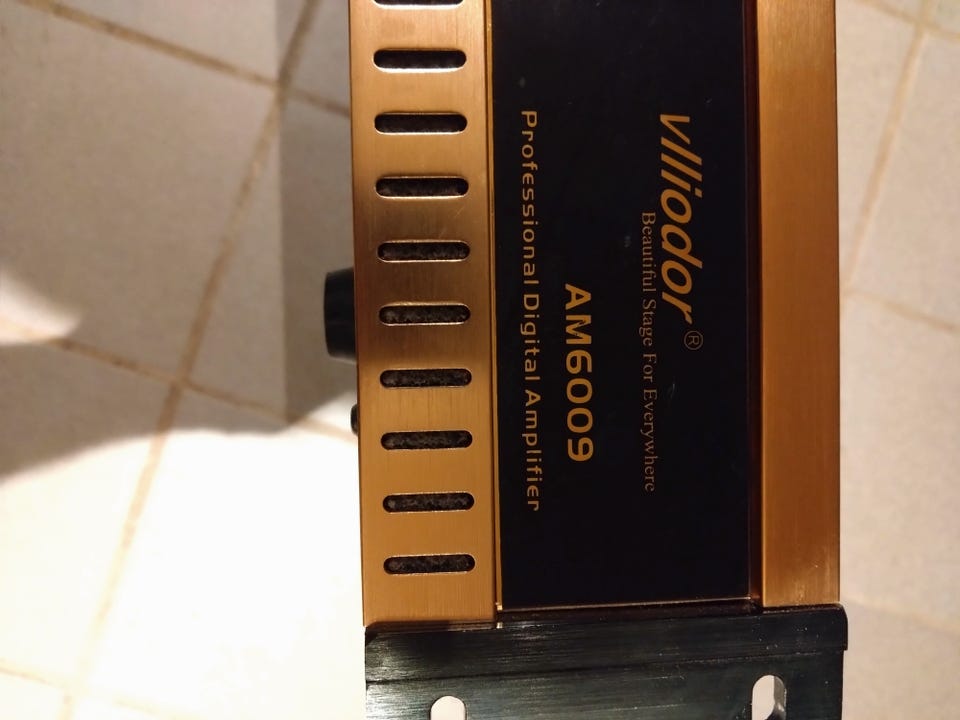 vlliodor®
Beautiful Stage For Everywhere
AM6009
Professional Digital Amplifier